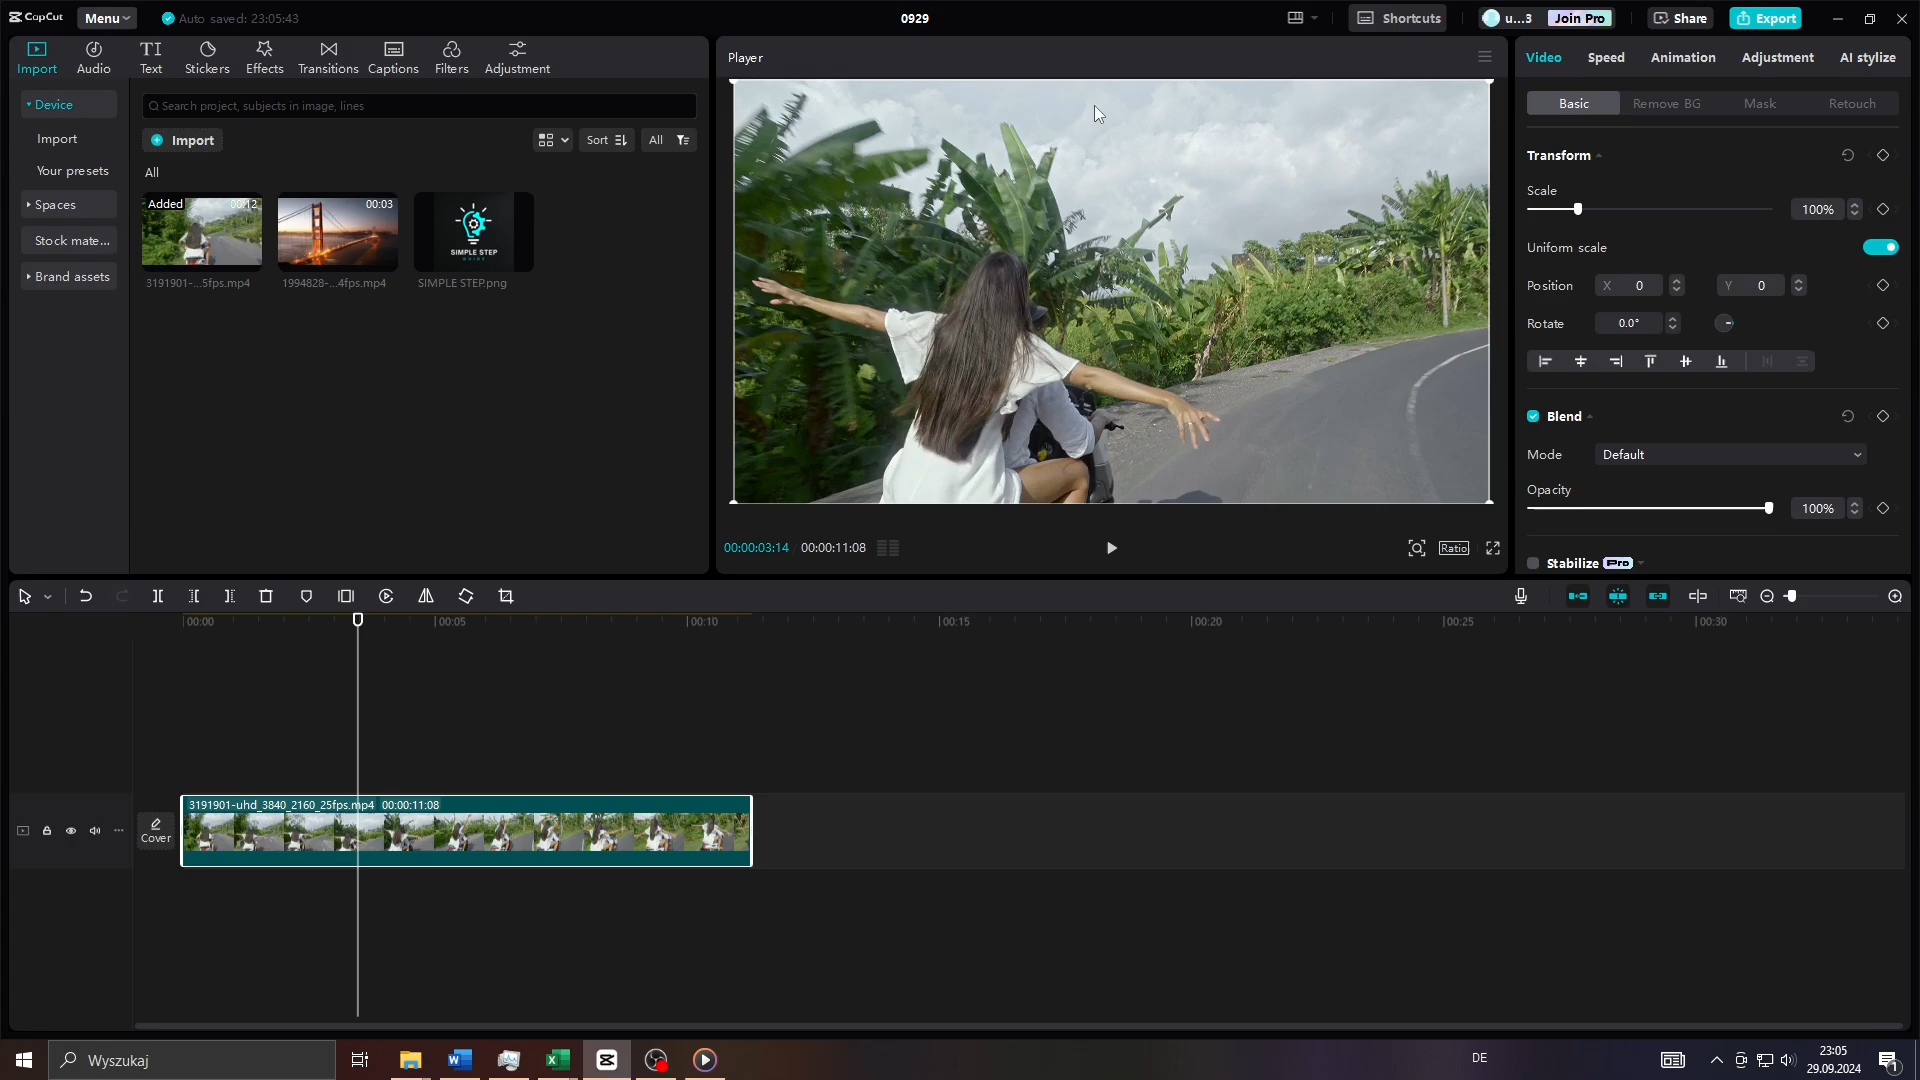 CapCut
Menu
Auto saved: 23:05:43
0929
Shortcuts
u...3
Join Pro
Share
Export
Import
Audio
Text
Stickers
Effects
Transitions
Captions
Filters
Adjustment
Device
Import
Your presets
Spaces
Stock mate...
Brand assets
Search project, subjects in image, lines
Import
Sort
All
All
Added
00:12
00:03
SIMPLE STEP
GUIDE
3191901-...5fps.mp4
1994828-...4fps.mp4
SIMPLE STEP.png
Player
00:00:03:14
00:00:11:08
Ratio
Video
Speed
Animation
Adjustment
AI stylize
Basic
Remove BG
Mask
Retouch
Transform
Scale
100%
Uniform scale
Position
X 0
Y 0
Rotate
0.0°
Blend
Mode
Default
Opacity
100%
Stabilize Pro
00:00
00:05
00:10
00:15
00:20
00:25
00:30
Cover
3191901-uhd_3840_2160_25fps.mp4 00:00:11:08
Wyszukaj
DE
23:05
29.09.2024
1